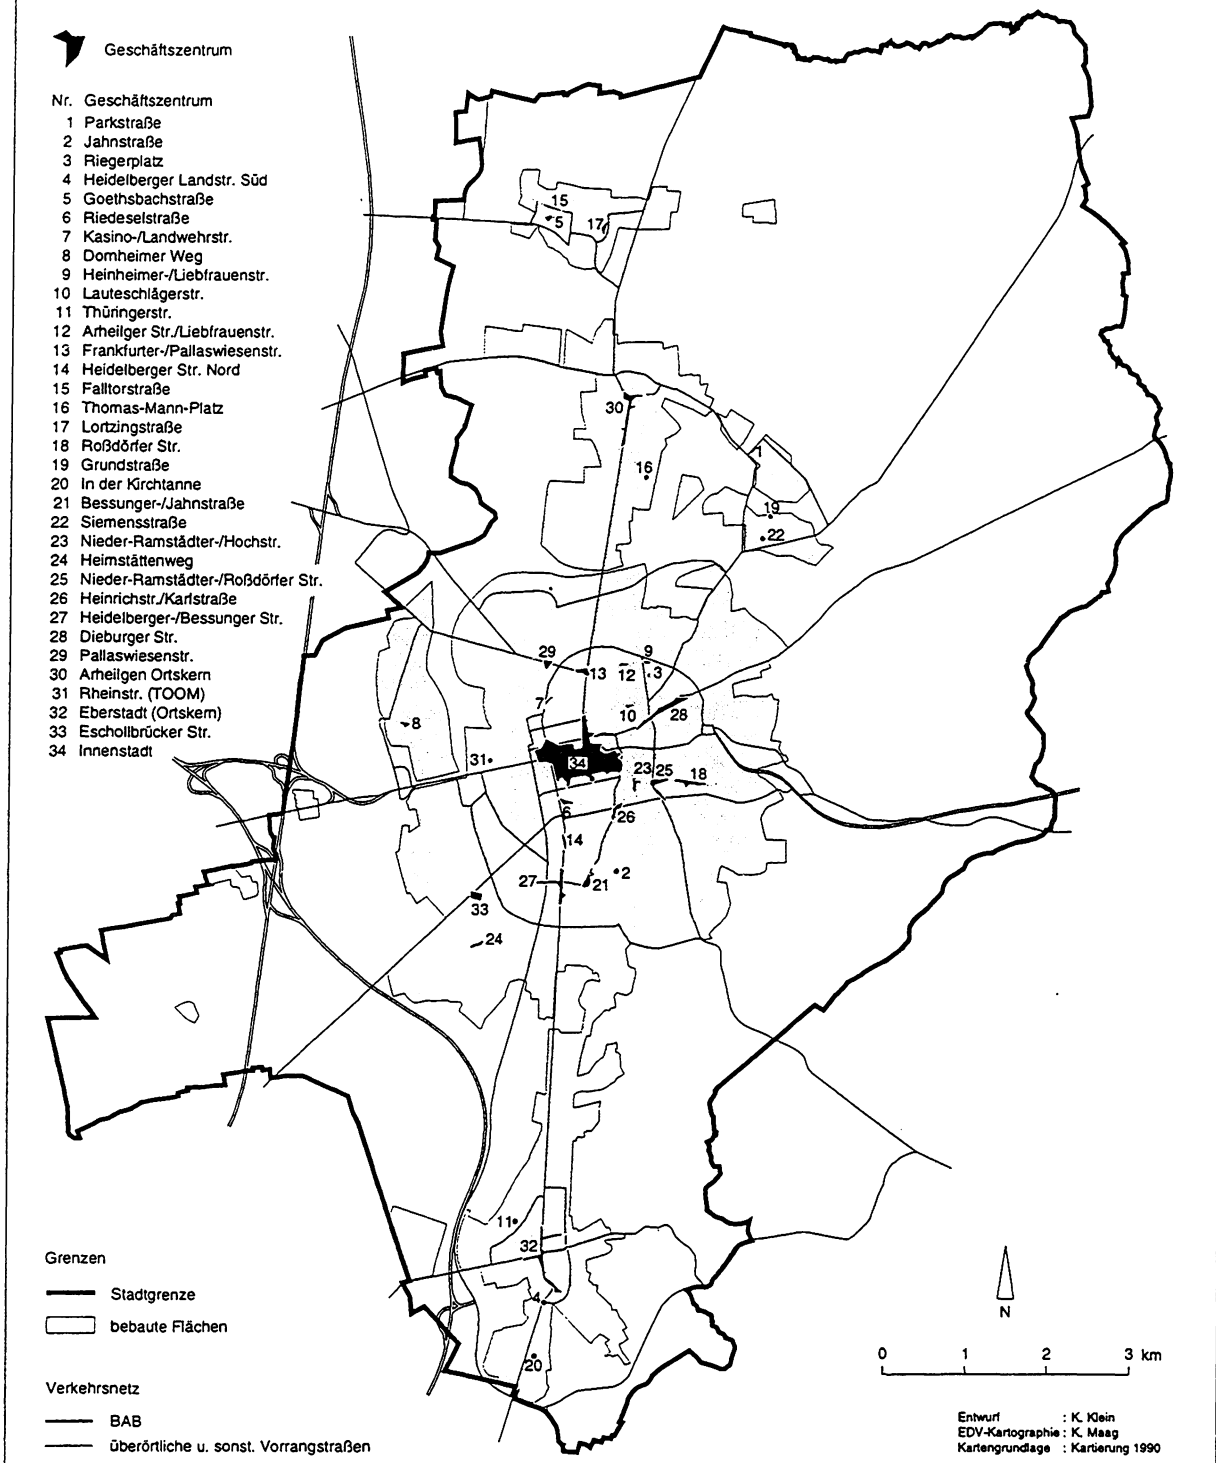 Geschäftszentrum
Nr. Geschäftszentrum
1 Parkstraße
2 Jahnstraße
3 Riegerplatz
4 Heidelberger Landstr. Süd
5 Goethsbachstraße
6 Riedeselstraße
7 Kasino-/Landwehrstr.
8 Dornheimer Weg
9 Heinheimer-/Liebfrauenstr.
10 Lauteschlägerstr.
11 Thüringerstr.
12 Arheilger Str./Liebfrauenstr.
13 Frankfurter-/Pallaswiesenstr.
14 Heidelberger Str. Nord
15 Falltorstraße
16 Thomas-Mann-Platz
17 Lortzingstraße
18 Roßdörfer Str.
19 Grundstraße
20 In der Kirchtanne
21 Bessunger-/Jahnstraße
22 Siemensstraße
23 Nieder-Ramstädter-/Hochstr.
24 Heimstättenweg
25 Nieder-Ramstädter-/Roßdörfer Str.
26 Heinrichstr./Karlstraße
27 Heidelberger-/Bessunger Str.
28 Dieburger Str.
29 Pallaswiesenstr.
30 Arheilgen Ortskern
31 Rheinstr. (TOOM)
32 Eberstadt (Ortskern)
33 Eschollbrücker Str.
34 Innenstadt
15
5
17
30
1
16
19
22
29
9
13
12
3
7
10
28
8
31
34
23
25
18
6
26
14
27
21
2
33
24
11
32
4
20
Grenzen
Stadtgrenze
bebaute Flächen
Verkehrsnetz
BAB
überörtliche u. sonst. Vorrangstraßen
N
0 1 2 3 km
Entwurf : K. Klein
EDV-Kartographie : K. Maag
Kartengrundlage : Kartierung 1990